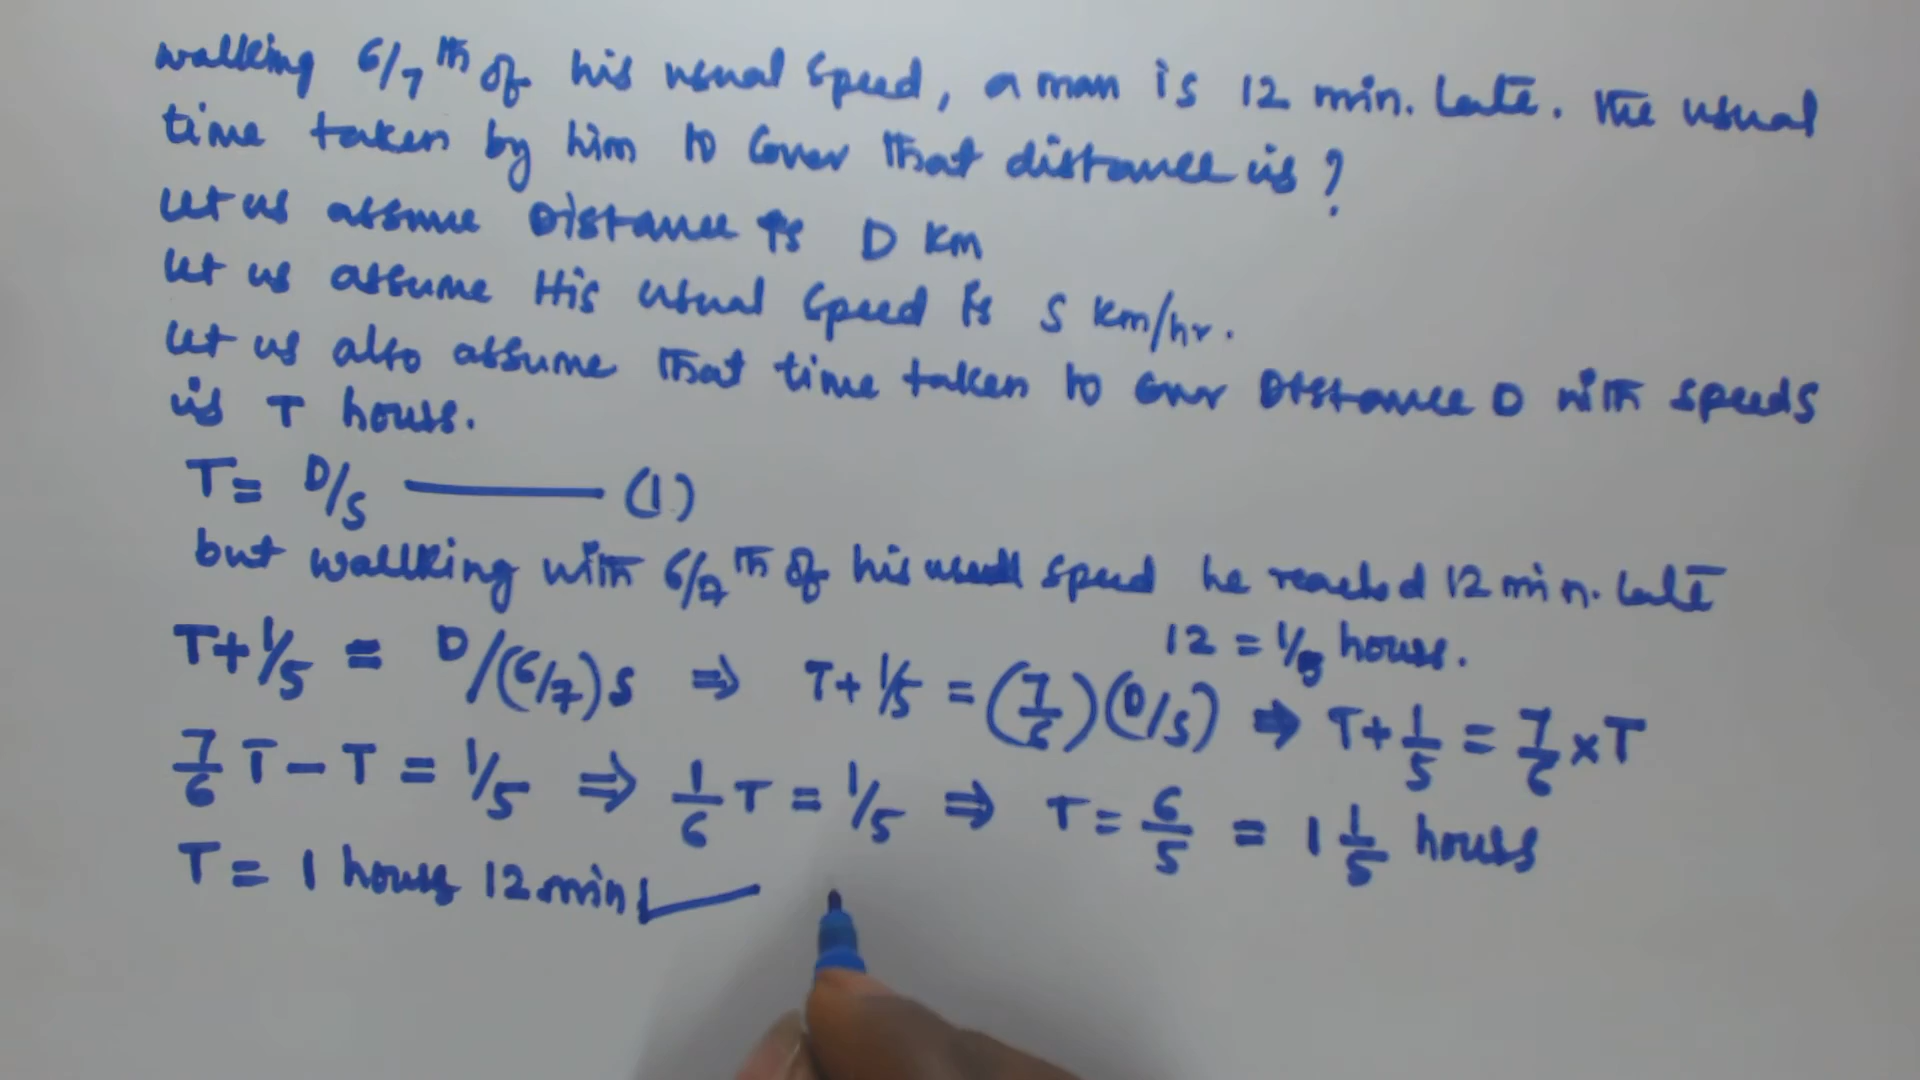 walking 6/7th of his usual speed, a man is 12 min. late. The usual
time taken by him to cover that distance is ?
Let us assume Distance is D Km
Let us assume His usual speed is S Km/hr.
Let us also assume that time taken to cover Distance D with speed S
is T hours.
T = D/S ——— (1)
but wallking with 6/7th of his usual speed he reached 12 min. late
12 = 1/5 hours.
T+1/5 = D/(6/7)S ⇒ T+1/5 = (7/6)(D/S) ⇒ T+1/5 = 7/6 × T
7/6 T – T = 1/5 ⇒ 1/6 T = 1/5 ⇒ T = 6/5 = 1 1/5 hours
T = 1 hours 12 min